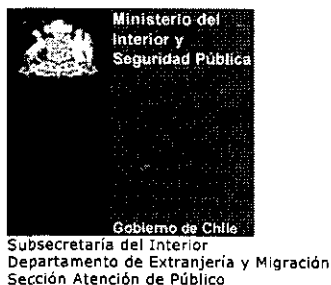 Ministerio del
Interior y
Seguridad Pública
Gobierno de Chile
Subsecretaría del Interior
Departamento de Extranjería y Migración
Sección Atención de Público